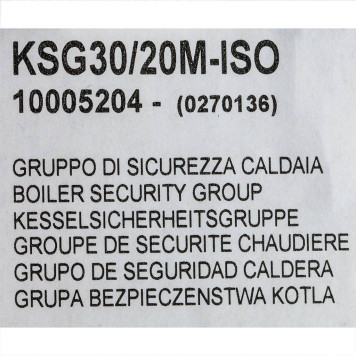 KSG30/20M-ISO
10005204 - (0270136)
GRUPPO DI SICUREZZA CALDAIA
BOILER SECURITY GROUP
KESSELSICHERHEITSGRUPPE
GROUPE DE SECURITE CHAUDIERE
GRUPO DE SEGURIDAD CALDERA
GRUPA BEZPIECZENSTWA KOTLA